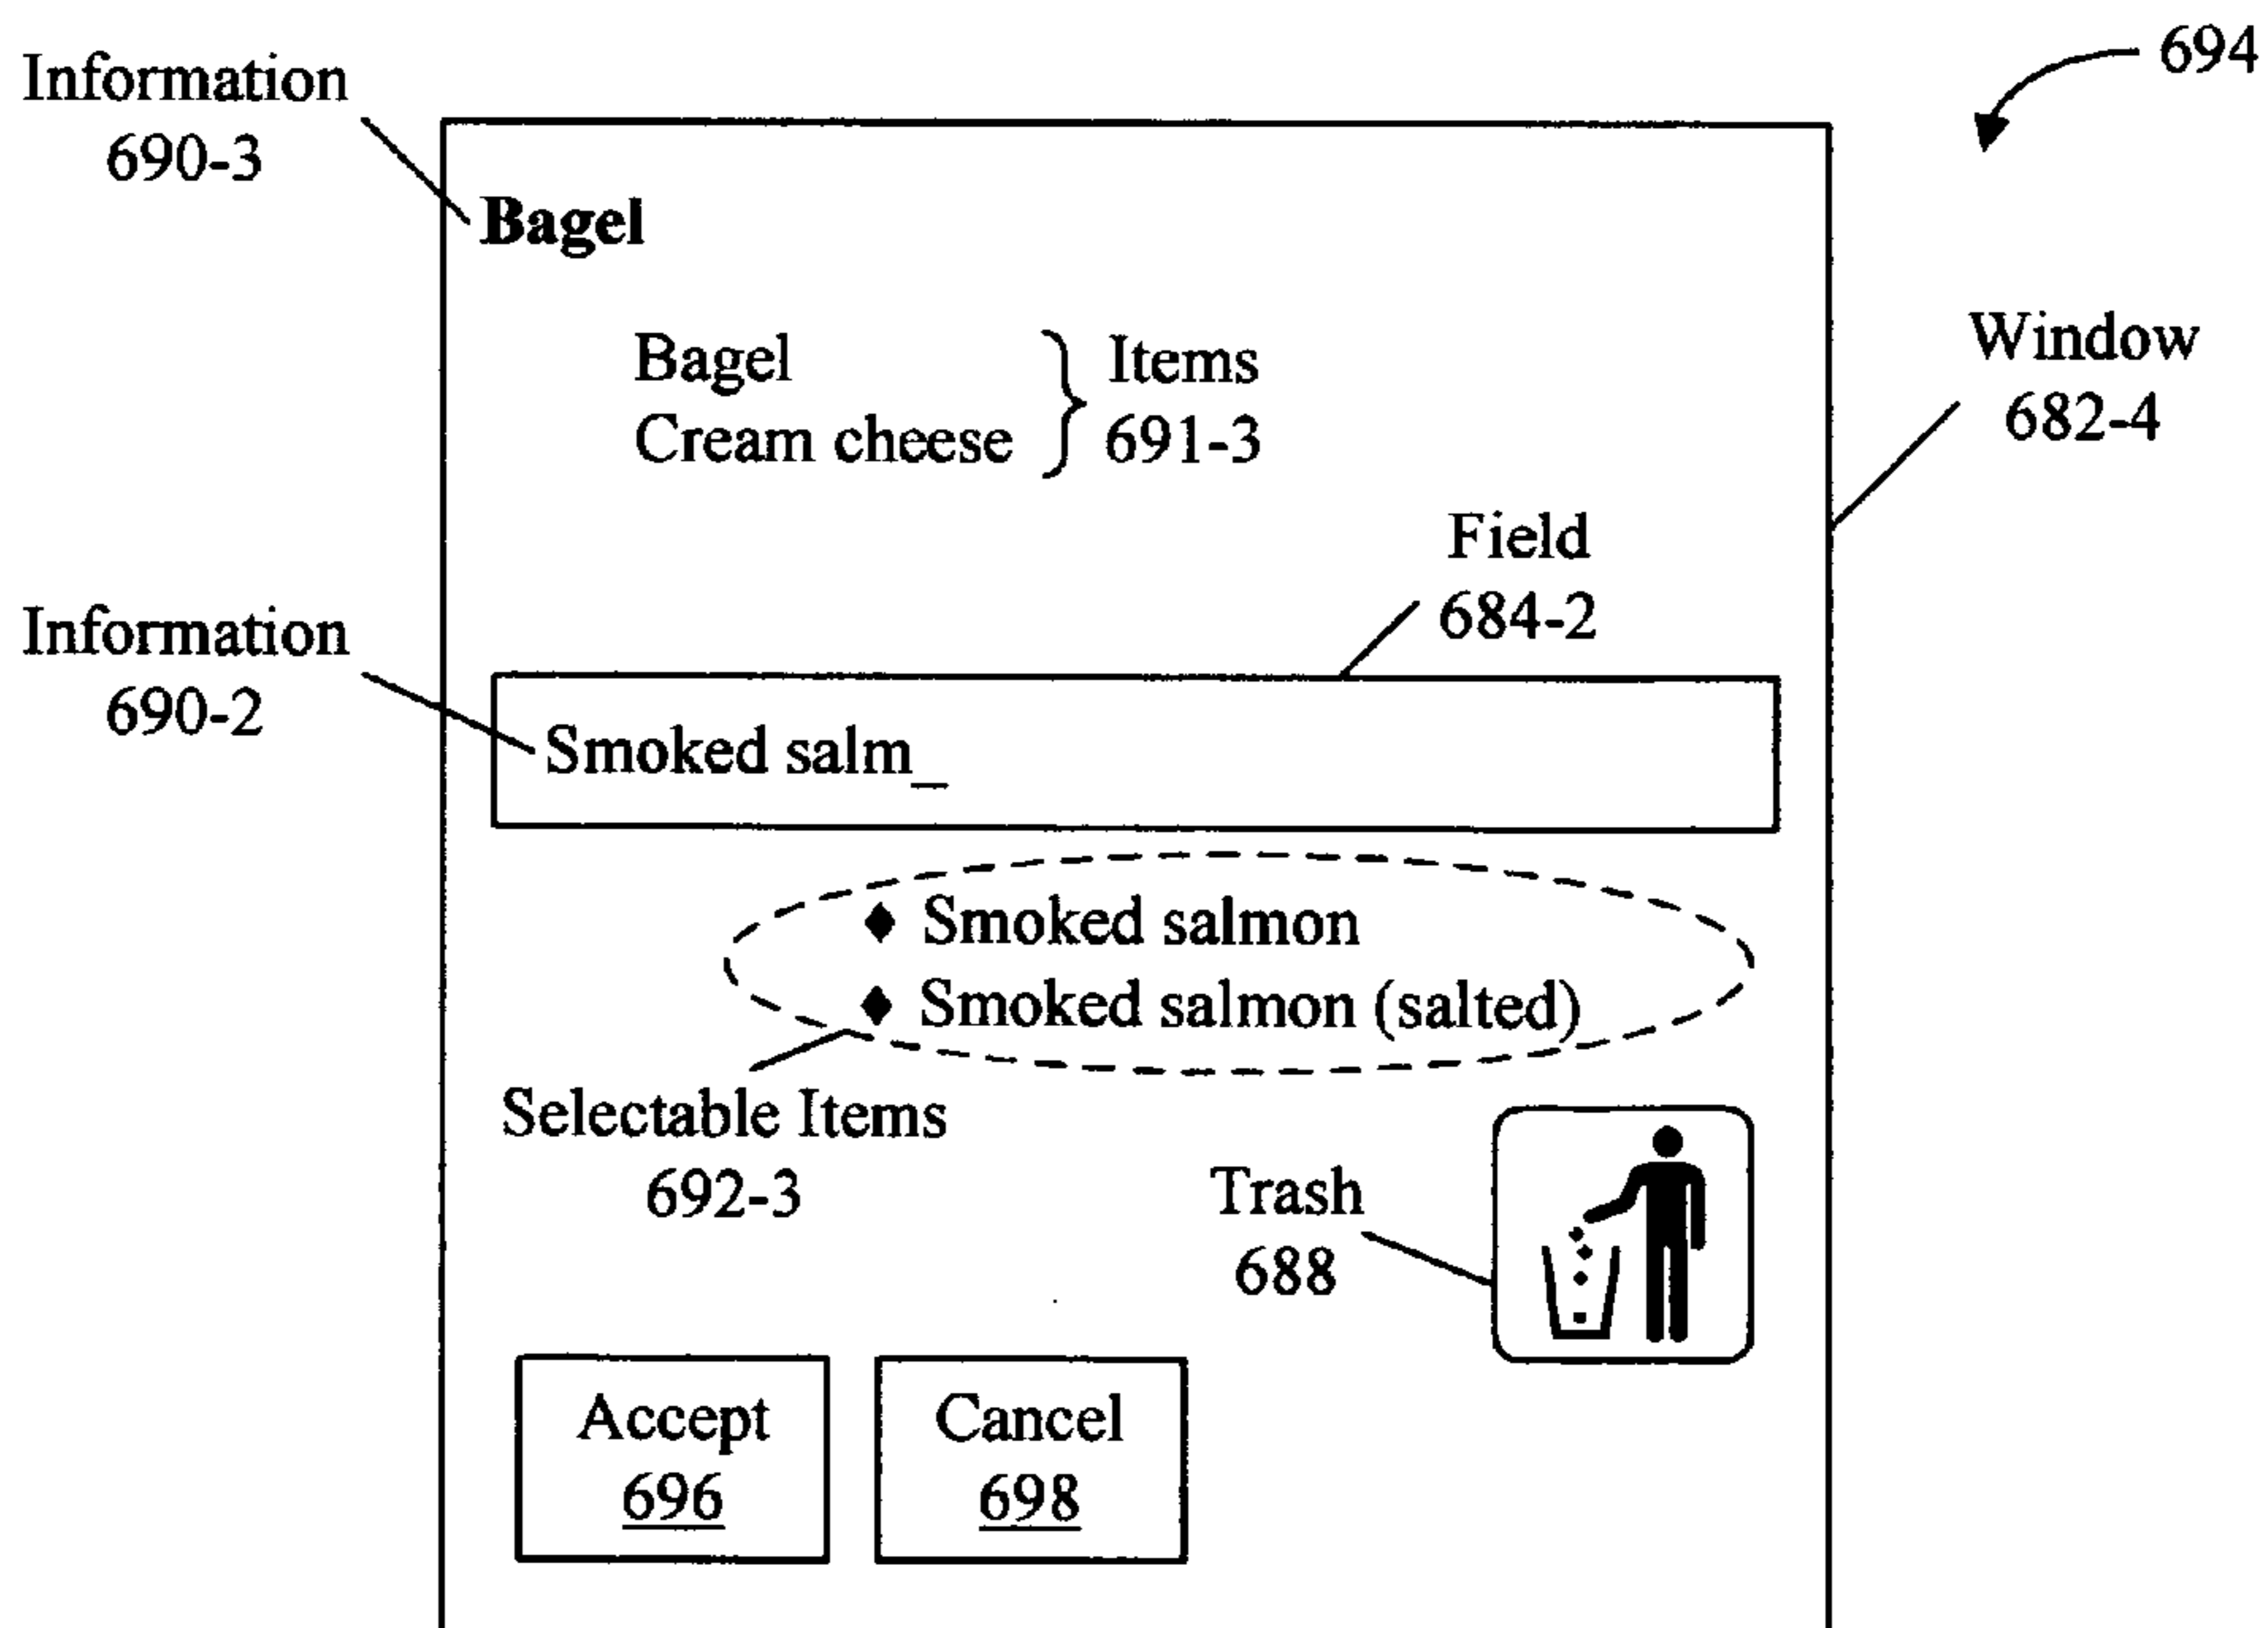 694
Information
690-3
Bagel
Bagel
Cream cheese
Items
691-3
Window
682-4
Field
684-2
Information
690-2
Smoked salm_
♦ Smoked salmon
♦ Smoked salmon (salted)
Selectable Items
692-3
Trash
688
Accept
696
Cancel
698